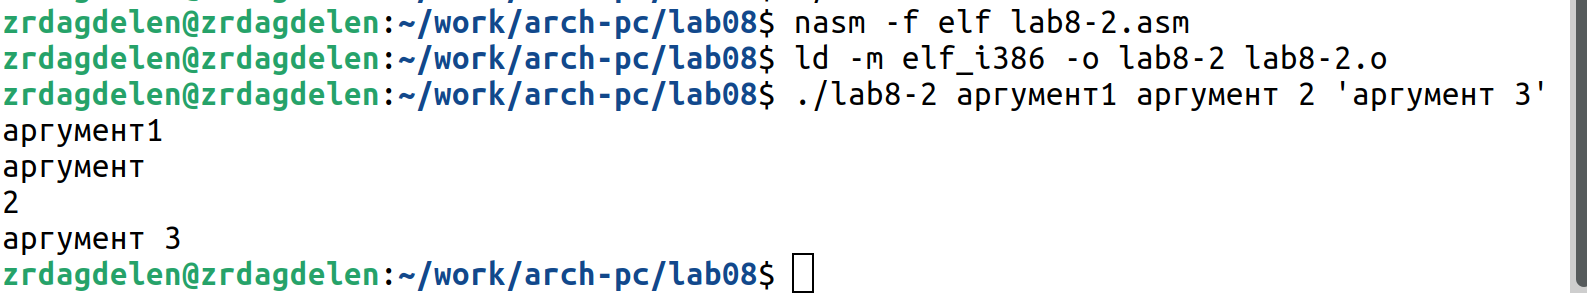 zrdagdelen@zrdagdelen:~/work/arch-pc/lab08$ nasm -f elf lab8-2.asm
zrdagdelen@zrdagdelen:~/work/arch-pc/lab08$ ld -m elf_i386 -o lab8-2 lab8-2.o
zrdagdelen@zrdagdelen:~/work/arch-pc/lab08$ ./lab8-2 аргумент1 аргумент 2 'аргумент 3'
аргумент1
аргумент
2
аргумент 3
zrdagdelen@zrdagdelen:~/work/arch-pc/lab08$